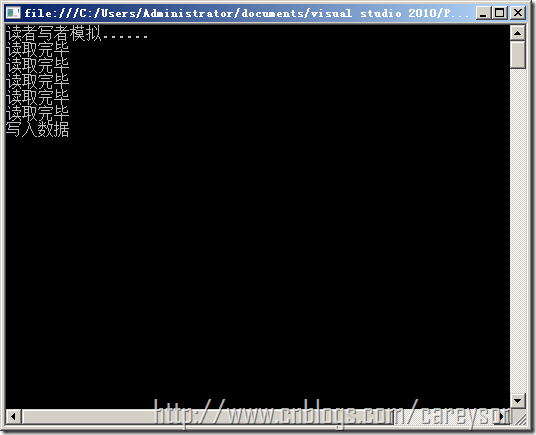 file:///C:/Users/Administrator/documents/visual studio 2010/P...
读者写者模拟......
读取完毕
读取完毕
读取完毕
读取完毕
读取完毕
写入数据
http://www.cnblogs.com/careyson